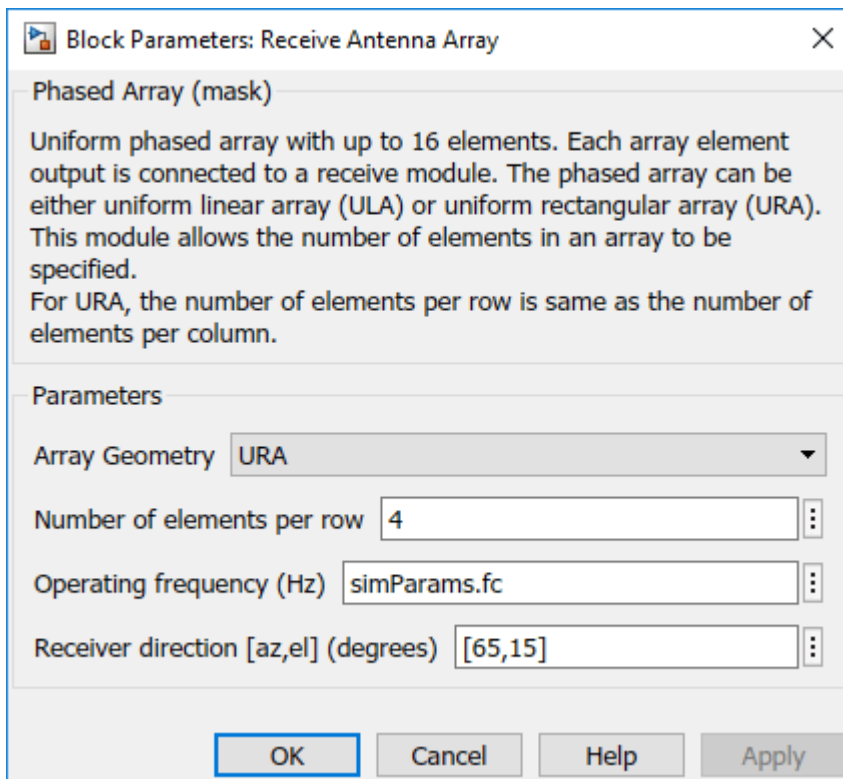 Block Parameters: Receive Antenna Array
Phased Array (mask)
Uniform phased array with up to 16 elements. Each array element
output is connected to a receive module. The phased array can be
either uniform linear array (ULA) or uniform rectangular array (URA).
This module allows the number of elements in an array to be
specified.
For URA, the number of elements per row is same as the number of
elements per column.
Parameters
Array Geometry URA
Number of elements per row 4
Operating frequency (Hz) simParams.fc
Receiver direction [az,el] (degrees) [65,15]
OK Cancel Help Apply